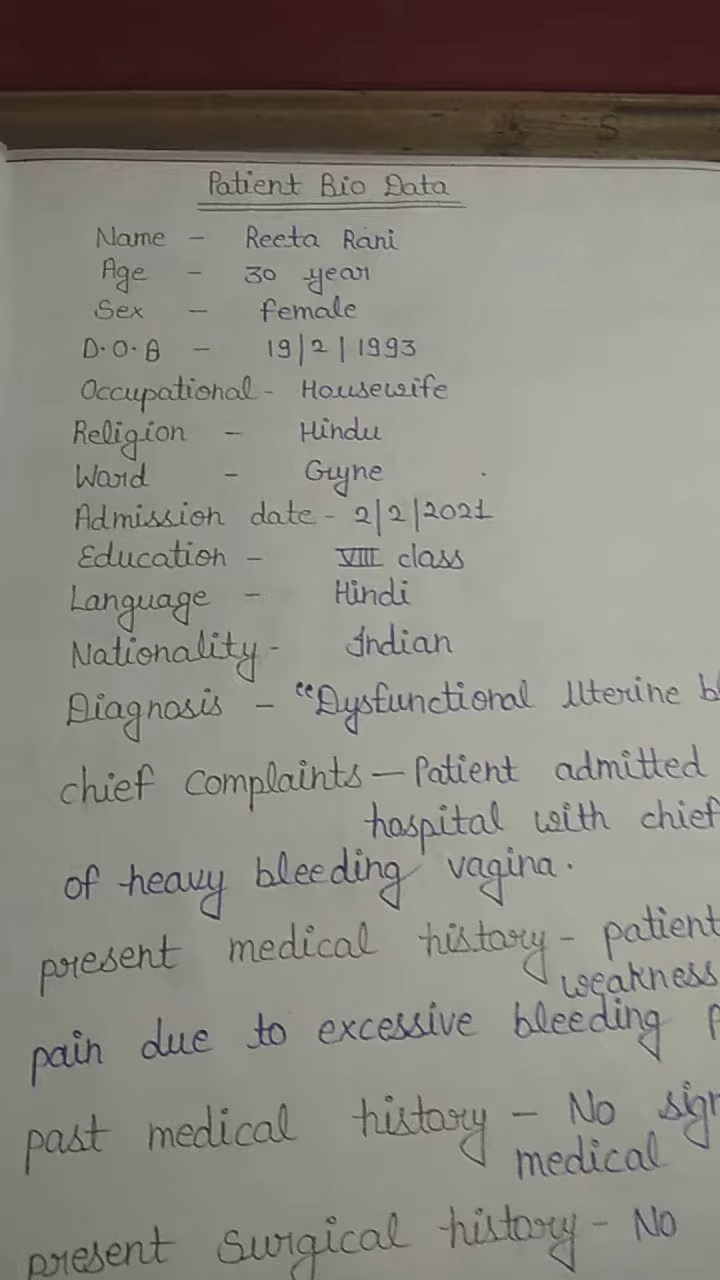 Patient Bio Data
Name - Reeta Rani
Age - 30 year
Sex - female
D.O.B - 19/2/1993
Occupational - Housewife
Religion - Hindu
Ward - Gyne
Admission date - 2/2/2021
Education - VIII class
Language - Hindi
Nationality - Indian
Diagnosis - "Dysfunctional Uterine
chief complaints - Patient admitted
hospital with chief
of heavy bleeding vagina.
present medical history - patient
weakness
pain due to excessive bleeding
past medical history - No
medical
present surgical history - No